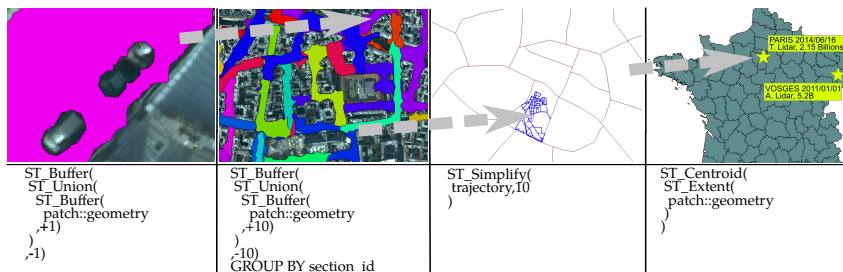 PARIS 2014/06/16
T. Lidar, 2.15 Billions
VOSGES 2011/01/01
A. Lidar, 5.2B
ST_Buffer(
ST_Union(
ST_Buffer(
patch::geometry
,+1)
)
,-1)
ST_Buffer(
ST_Union(
ST_Buffer(
patch::geometry
,+10)
)
,-10)
GROUP BY section_id
ST_Simplify(
trajectory,10
)
ST_Centroid(
ST_Extent(
patch::geometry
)
)